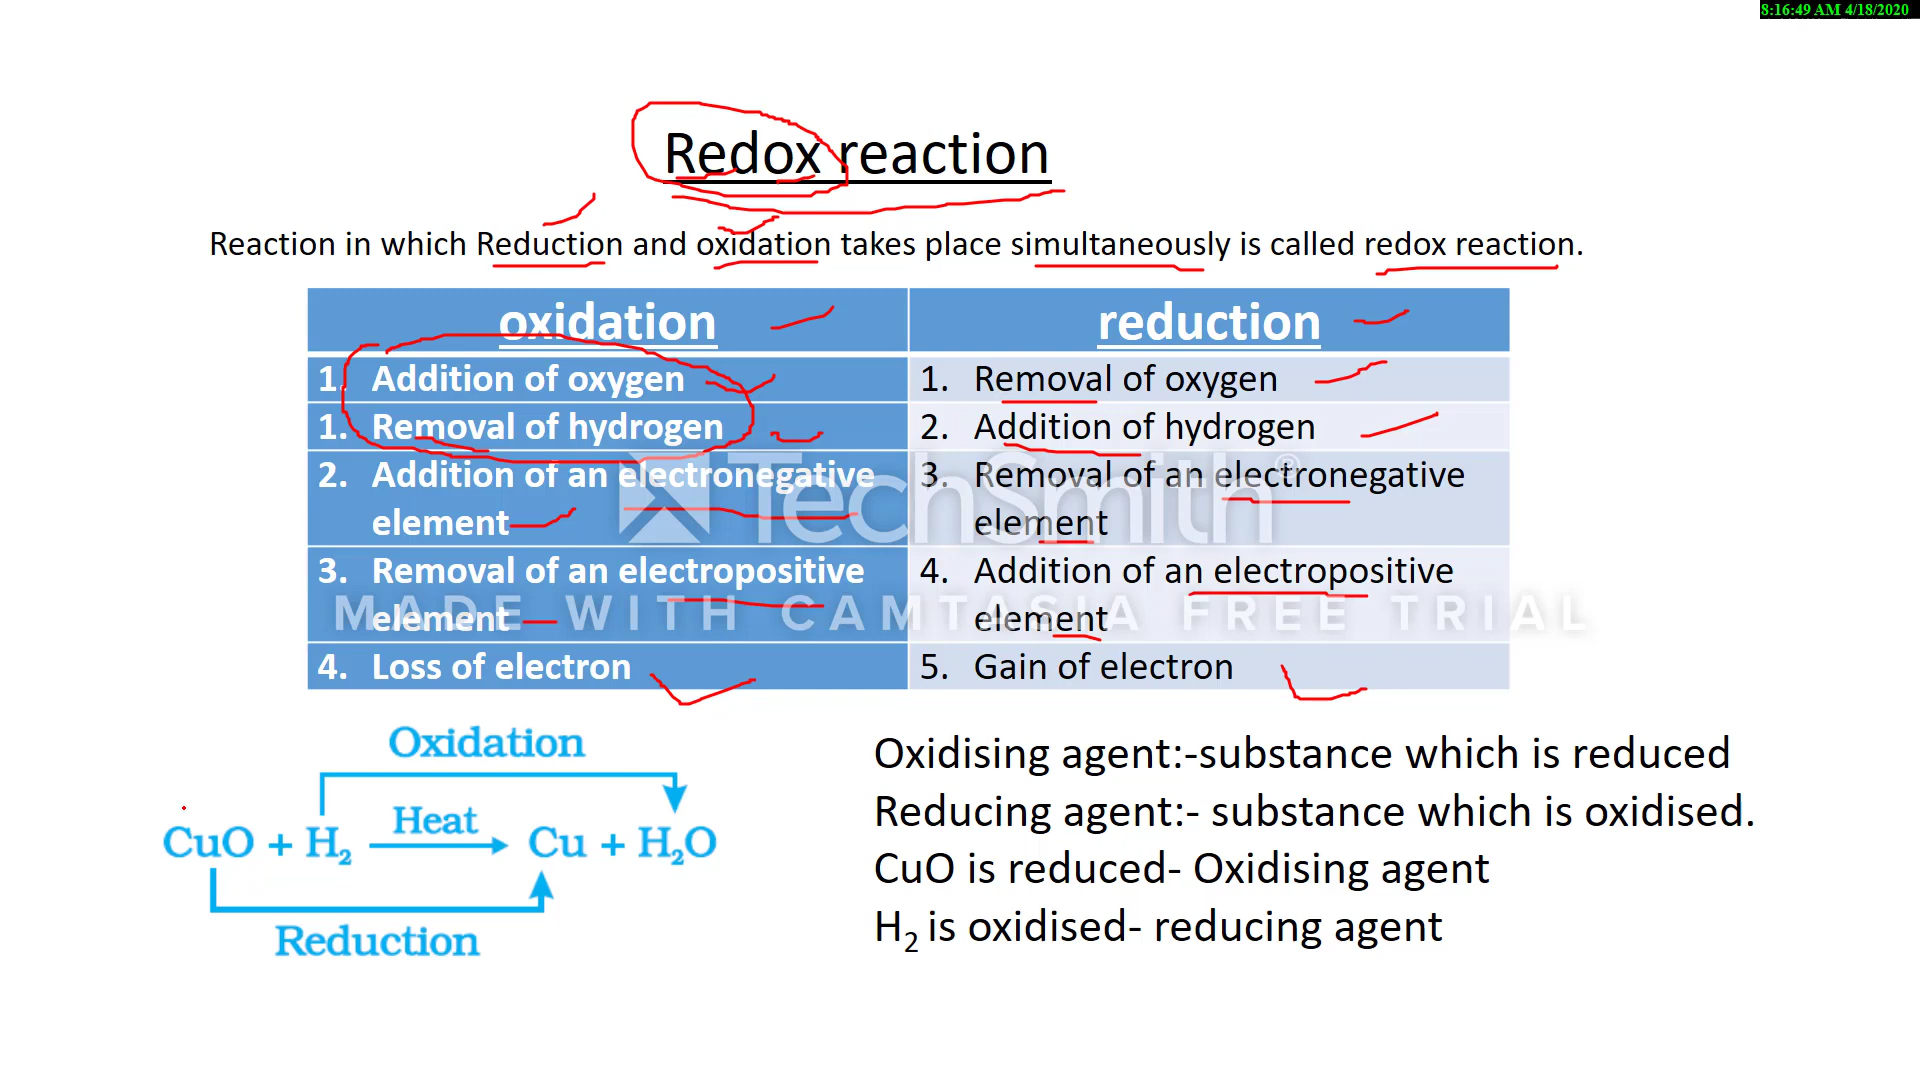 8:16:49 AM 4/18/2020
Redox reaction
Reaction in which Reduction and oxidation takes place simultaneously is called redox reaction.
oxidation
reduction
1. Addition of oxygen
1. Removal of oxygen
1. Removal of hydrogen
2. Addition of hydrogen
2. Addition of an electronegative
element
3. Removal of an electronegative
element
3. Removal of an electropositive
element
4. Addition of an electropositive
element
4. Loss of electron
5. Gain of electron
TechSmith®
MADE WITH CAMTASIA FREE TRIAL
Oxidation
Heat
CuO + H₂ → Cu + H₂O
Reduction
Oxidising agent:-substance which is reduced
Reducing agent:- substance which is oxidised.
CuO is reduced- Oxidising agent
H₂ is oxidised- reducing agent